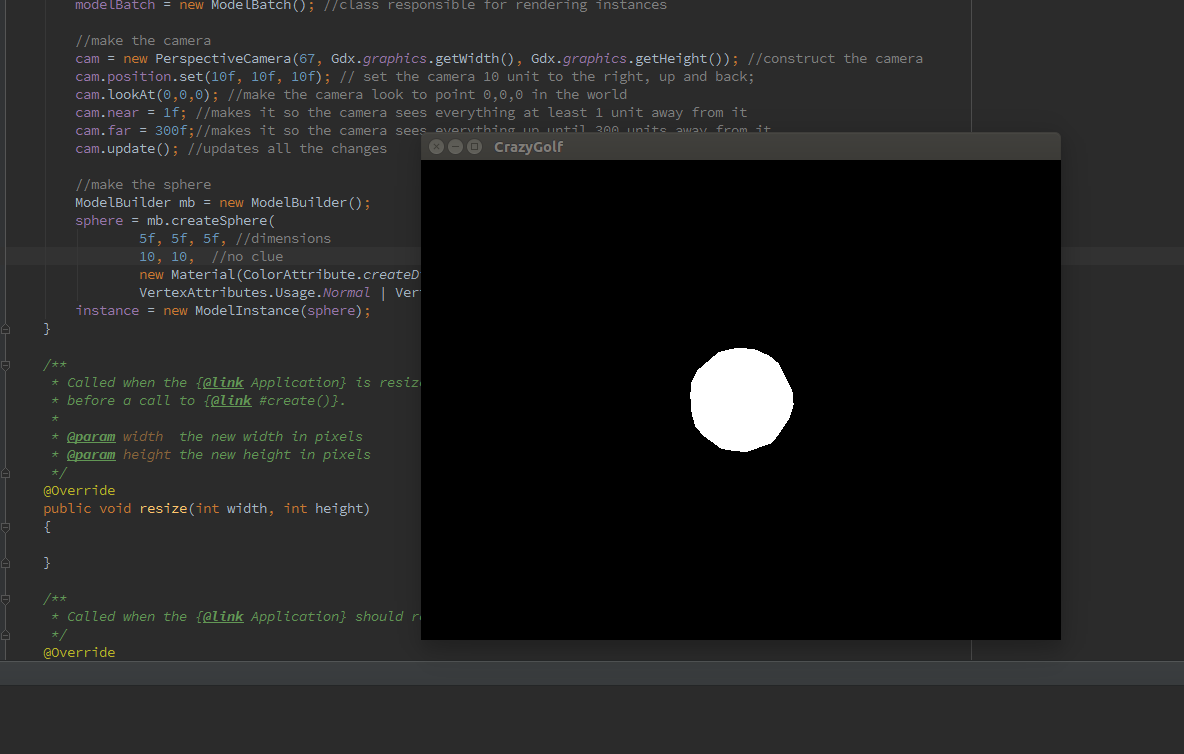 modelBatch = new ModelBatch(); //class responsible for rendering instances
//make the camera
cam = new PerspectiveCamera(67, Gdx.graphics.getWidth(), Gdx.graphics.getHeight()); //construct the camera
cam.position.set(10f, 10f, 10f); // set the camera 10 unit to the right, up and back;
cam.lookAt(0,0,0); //make the camera look to point 0,0,0 in the world
cam.near = 1f; //makes it so the camera sees everything at least 1 unit away from it
cam.far = 300f;//makes it so the camera sees everything up until 300 units away from it
cam.update(); //updates all the changes
CrazyGolf
//make the sphere
ModelBuilder mb = new ModelBuilder();
sphere = mb.createSphere(
5f, 5f, 5f, //dimensions
10, 10, //no clue
new Material(ColorAttribute.createD
VertexAttributes.Usage.Normal | Ver
instance = new ModelInstance(sphere);
}
/**
* Called when the {@link Application} is resiz
* before a call to {@link #create()}.
*
* @param width the new width in pixels
* @param height the new height in pixels
*/
@Override
public void resize(int width, int height)
{
}
/**
* Called when the {@link Application} should r
*/
@Override